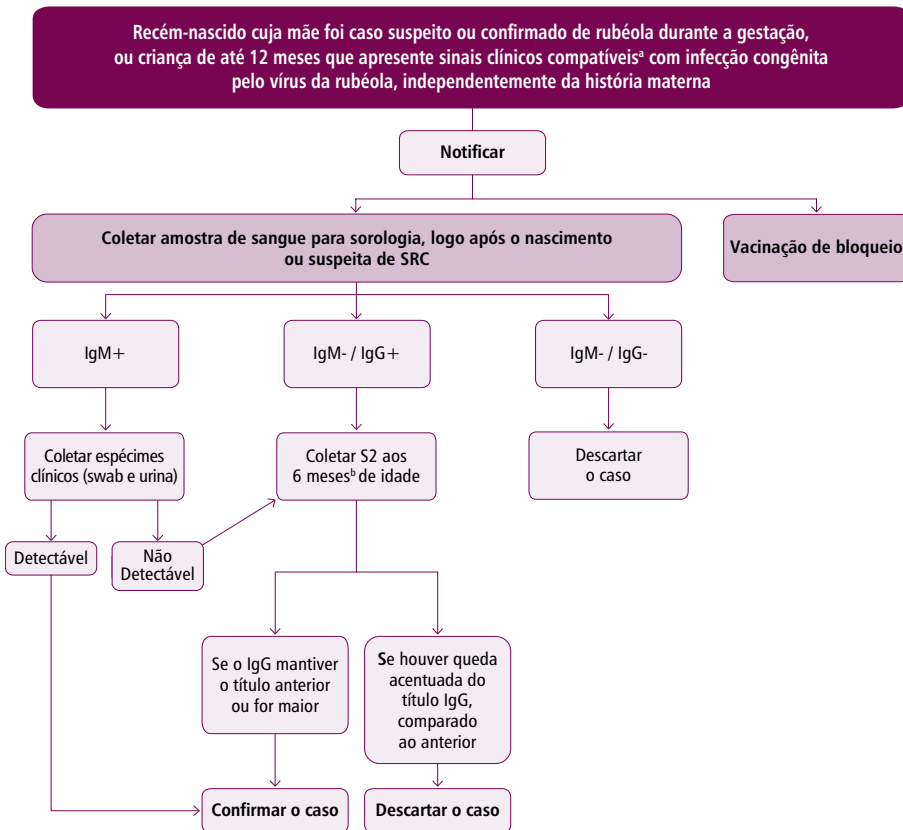 Recém-nascido cuja mãe foi caso suspeito ou confirmado de rubéola durante a gestação,
ou criança de até 12 meses que apresente sinais clínicos compatíveisᵃ com infecção congênita
pelo vírus da rubéola, independentemente da história materna
Notificar
Coletar amostra de sangue para sorologia, logo após o nascimento
ou suspeita de SRC
Vacinação de bloqueio
IgM+
IgM- / IgG+
IgM- / IgG-
Coletar espécimes
clínicos (swab e urina)
Coletar S2 aos
6 mesesᵇ de idade
Descartar
o caso
Detectável
Não
Detectável
Se o IgG mantiver
o título anterior
ou for maior
Se houver queda
acentuada do
título IgG,
comparado
ao anterior
Confirmar o caso
Descartar o caso